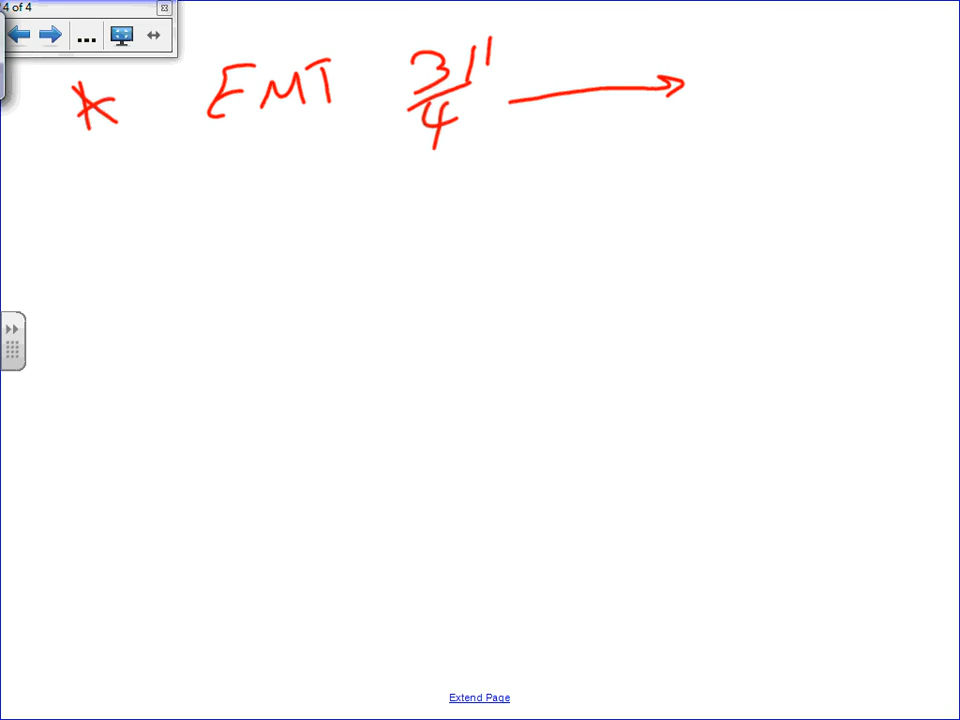 4 of 4
...
* EMT 3/4" →
Extend Page